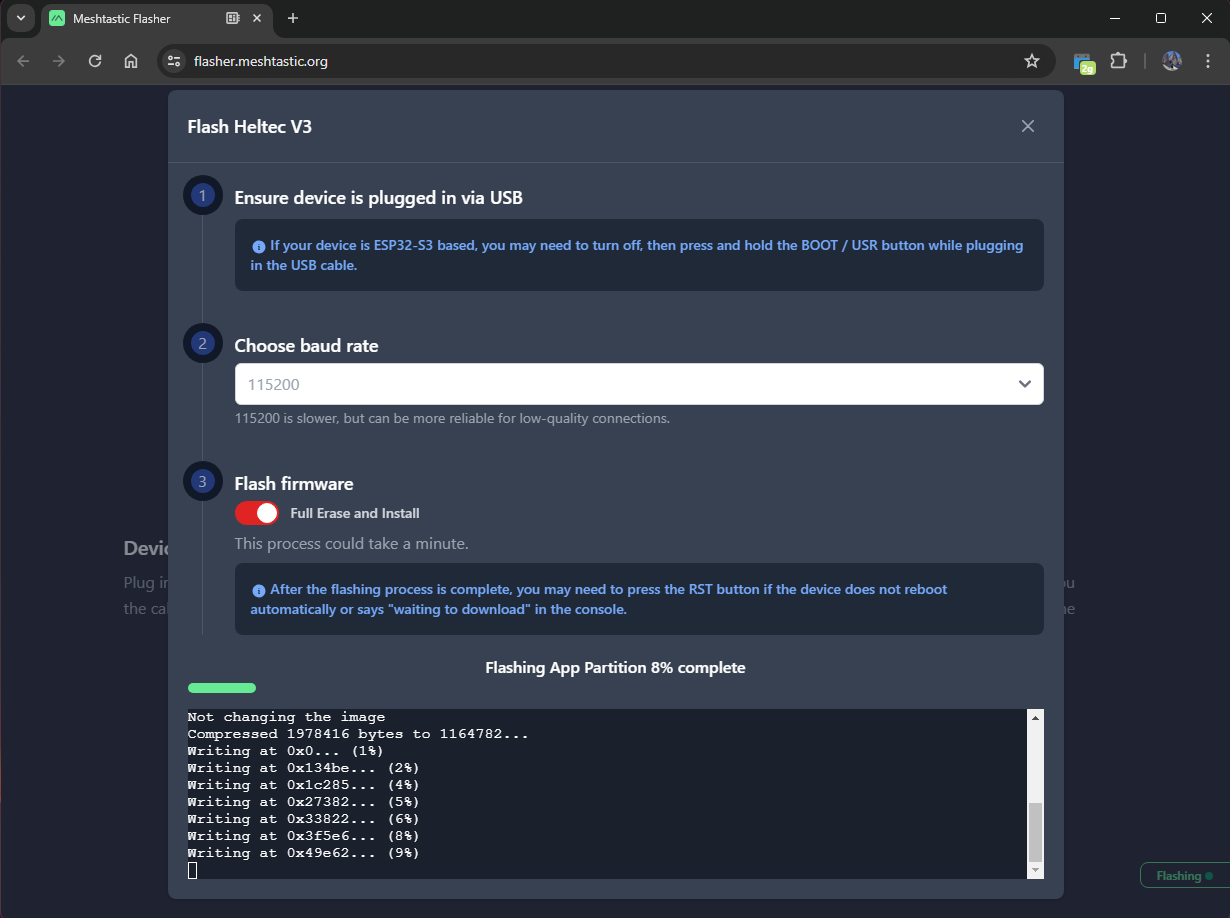 Meshtastic Flasher
flasher.meshtastic.org
2g
Flash Heltec V3
1
Ensure device is plugged in via USB
If your device is ESP32-S3 based, you may need to turn off, then press and hold the BOOT / USR button while plugging
in the USB cable.
2
Choose baud rate
115200
115200 is slower, but can be more reliable for low-quality connections.
3
Flash firmware
Full Erase and Install
This process could take a minute.
After the flashing process is complete, you may need to press the RST button if the device does not reboot
automatically or says "waiting to download" in the console.
Flashing App Partition 8% complete
Not changing the image
Compressed 1978416 bytes to 1164782...
Writing at 0x0... (1%)
Writing at 0x134be... (2%)
Writing at 0x1c285... (4%)
Writing at 0x27382... (5%)
Writing at 0x33822... (6%)
Writing at 0x3f5e6... (8%)
Writing at 0x49e62... (9%)
Plug
the
Flashing